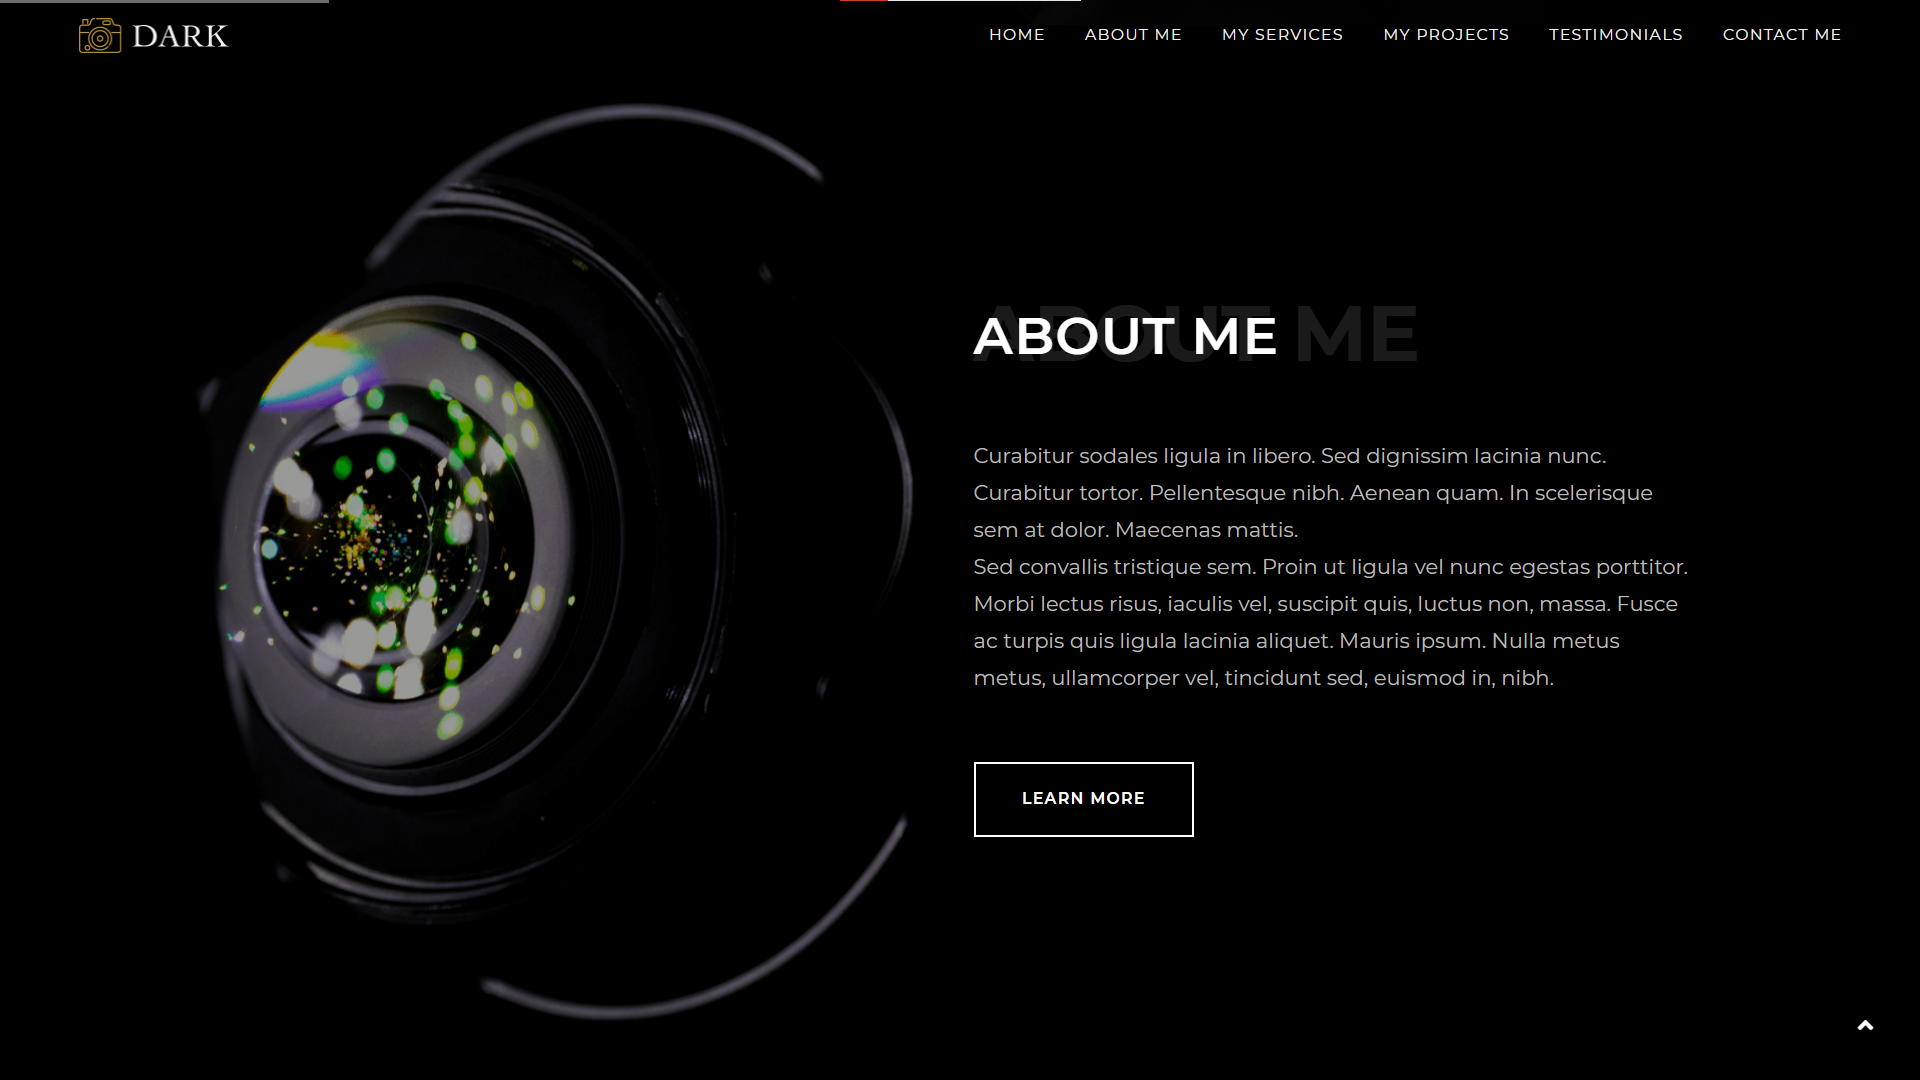 DARK
HOME ABOUT ME MY SERVICES MY PROJECTS TESTIMONIALS CONTACT ME
ABOUT ME
ABOUT ME
Curabitur sodales ligula in libero. Sed dignissim lacinia nunc.
Curabitur tortor. Pellentesque nibh. Aenean quam. In scelerisque
sem at dolor. Maecenas mattis.
Sed convallis tristique sem. Proin ut ligula vel nunc egestas porttitor.
Morbi lectus risus, iaculis vel, suscipit quis, luctus non, massa. Fusce
ac turpis quis ligula lacinia aliquet. Mauris ipsum. Nulla metus
metus, ullamcorper vel, tincidunt sed, euismod in, nibh.
LEARN MORE